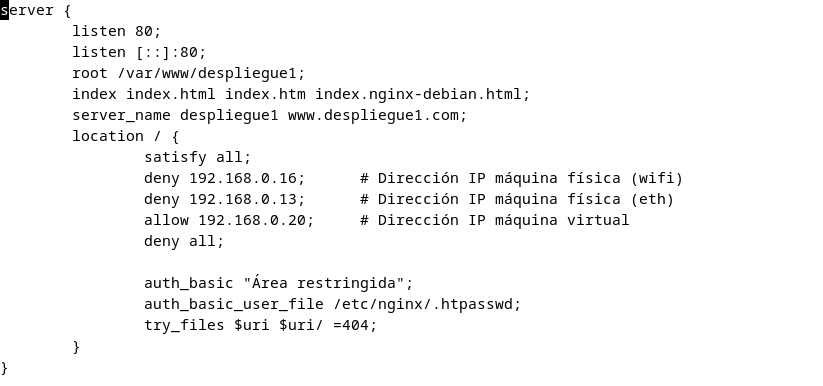 server {
        listen 80;
        listen [::]:80;
        root /var/www/despliegue1;
        index index.html index.htm index.nginx-debian.html;
        server_name despliegue1 www.despliegue1.com;
        location / {
                satisfy all;
                deny 192.168.0.16;      # Dirección IP máquina física (wifi)
                deny 192.168.0.13;      # Dirección IP máquina física (eth)
                allow 192.168.0.20;     # Dirección IP máquina virtual
                deny all;

                auth_basic "Área restringida";
                auth_basic_user_file /etc/nginx/.htpasswd;
                try_files $uri $uri/ =404;
        }
}